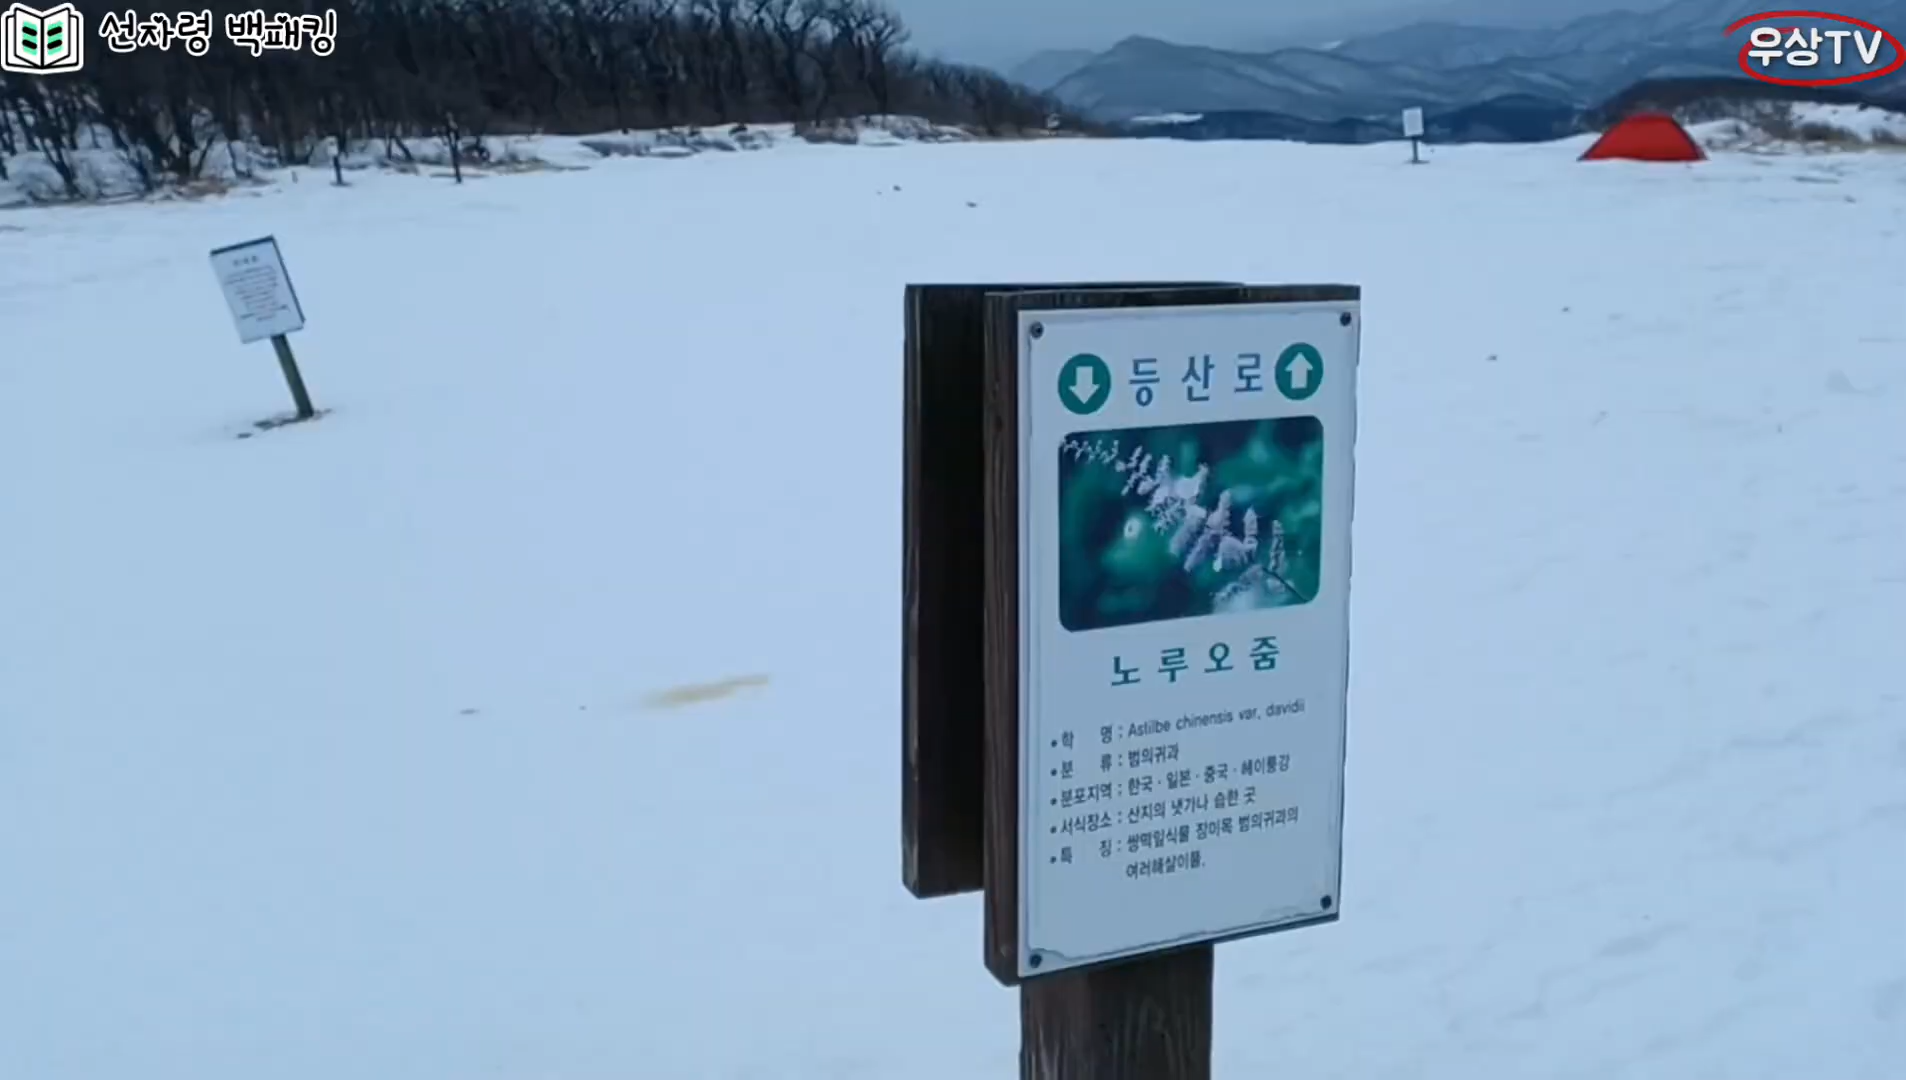 선자령 백패킹
우상TV
등산로
노루오줌
•학 명 : Astilbe chinensis var. davidii
•분 류 : 범의귀과
•분포지역 : 한국·일본·중국·헤이룽강
•서식장소 : 산지의 냇가나 습한 곳
•특 징 : 쌍떡잎식물 장미목 범의귀과의
여러해살이풀.